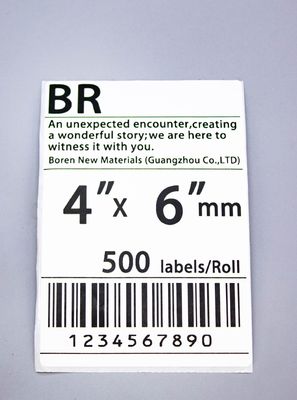 BR
An unexpected encounter,creating
a wonderful story;we are here to
witness it with you.
Boren New Materials (Guangzhou Co.,LTD)
4" x 6" mm
500 labels/Roll
1234567890